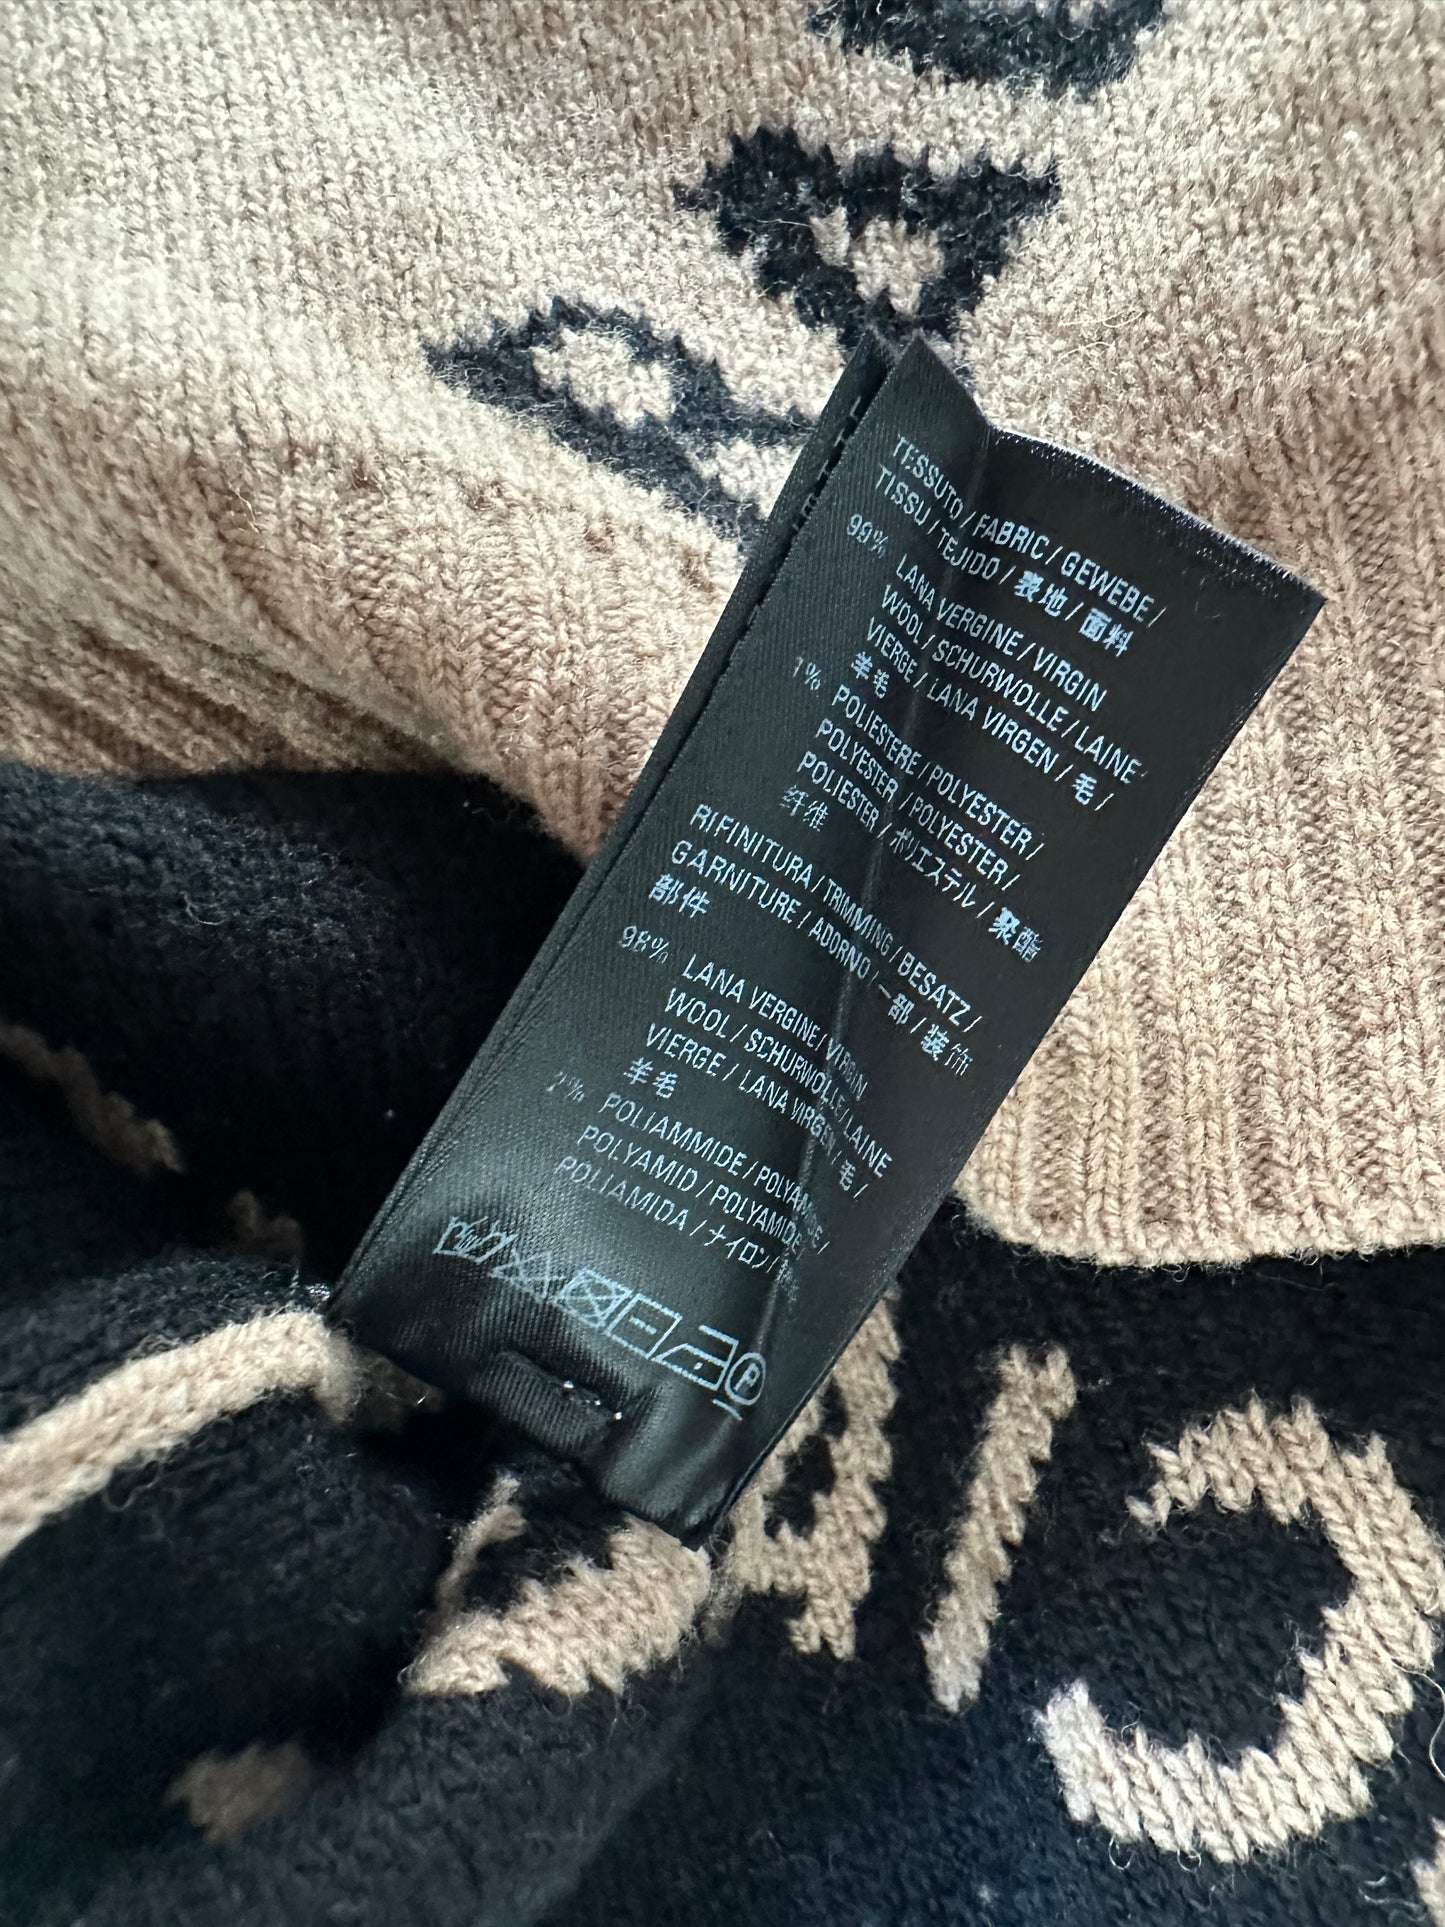 TESSUTO / FABRIC / GEWEBE /
TISSU / TEJIDO / 表地 / 面料
99% LANA VERGINE / VIRGIN
WOOL / SCHURWOLLE / LAINE
VIERGE / LANA VIRGEN / 毛 /
羊毛
1% POLIESTERE / POLYESTER /
POLYESTER / POLYESTER /
POLIESTER / ポリエステル / 聚酯
纤维
RIFINITURA / TRIMMING / BESATZ /
GARNITURE / ADORNO / 一部 / 装饰
部件
98% LANA VERGINE / VIRGIN
WOOL / SCHURWOLLE / LAINE
VIERGE / LANA VIRGEN / 毛 /
羊毛
2% POLIAMMIDE / POLYAMIDE /
POLYAMID / POLYAMIDE /
POLIAMIDA / ナイロン /
P